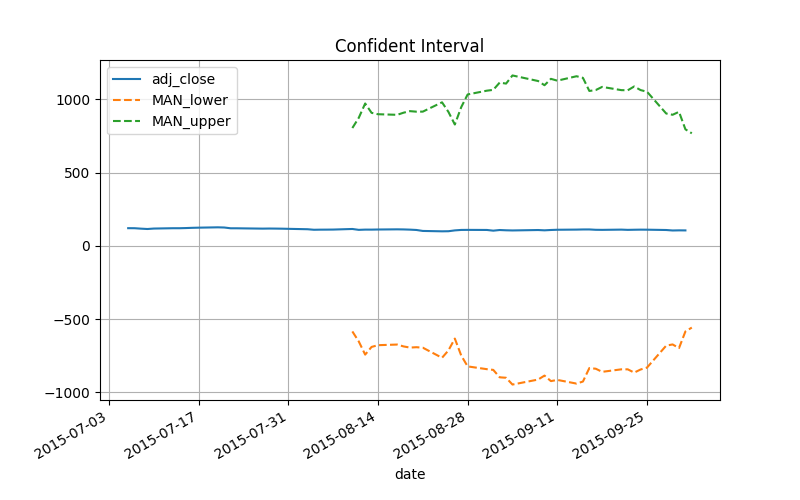 Confident Interval
adj_close
MAN_lower
MAN_upper
1000
500
0
−500
−1000
2015-07-03
2015-07-17
2015-07-31
2015-08-14
2015-08-28
2015-09-11
2015-09-25
date